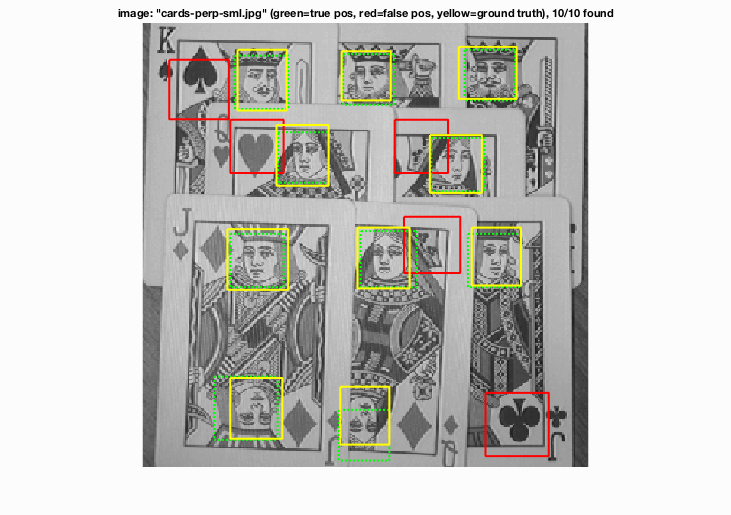 image: "cards-perp-sml.jpg" (green=true pos, red=false pos, yellow=ground truth), 10/10 found
K
Q
J
Q
J